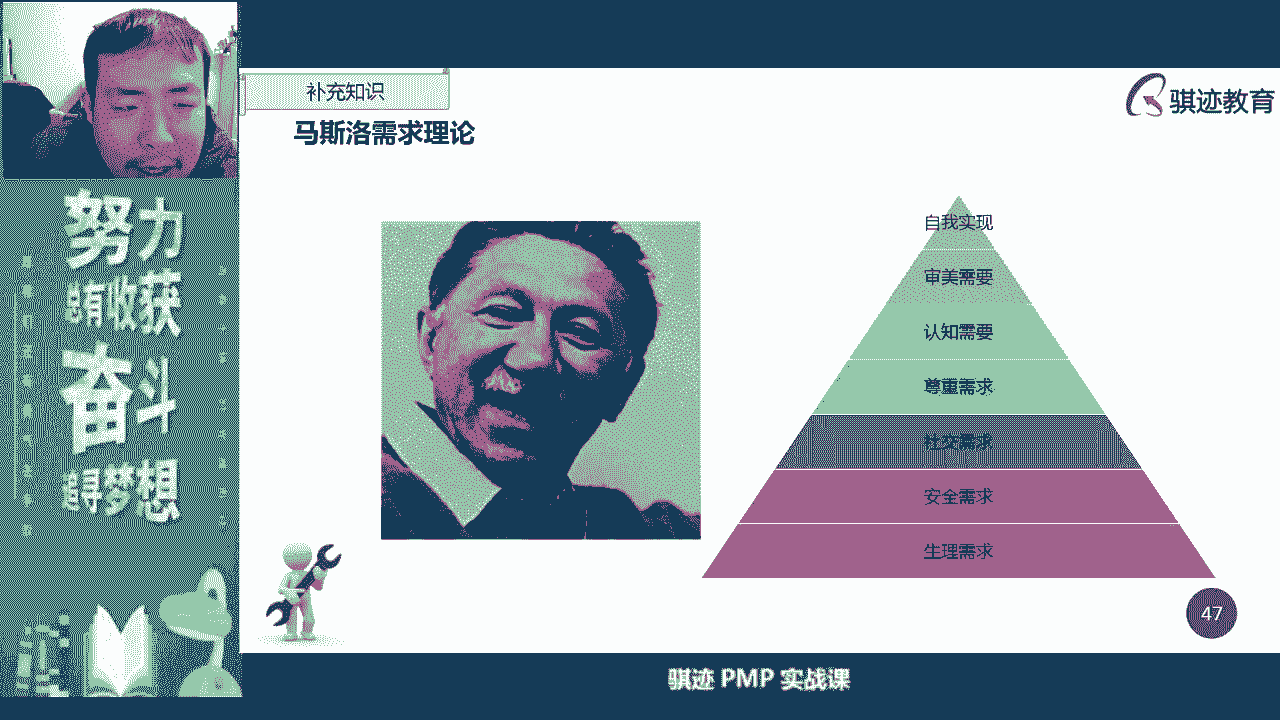 补充知识
马斯洛需求理论
骐迹教育
努力
总有收获
奋斗
追寻梦想
自我实现
审美需要
认知需要
尊重需求
社交需求
安全需求
生理需求
47
骐迹 PMP 实战课